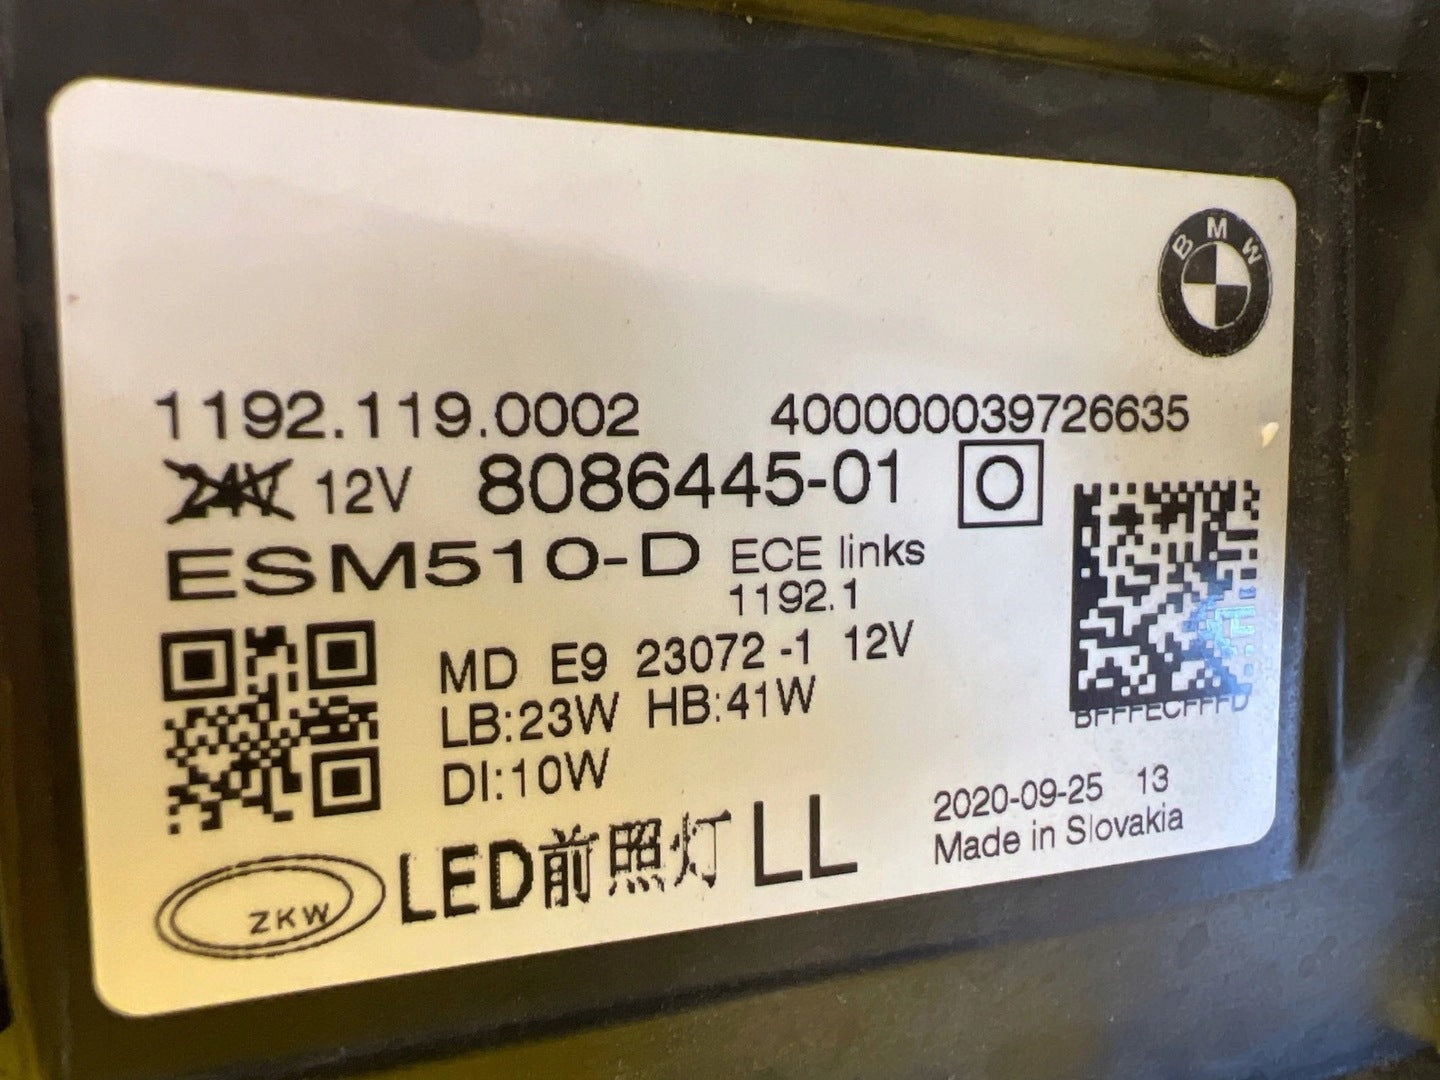 BMW
1192.119.0002 400000039726635
24V 12V 8086445-01 O
ESM510-D ECE links
1192.1
MD E9 23072 -1 12V
LB:23W HB:41W
BFFFECFFFD
DI:10W
2020-09-25 13
Made in Slovakia
ZKW LED前照灯 LL